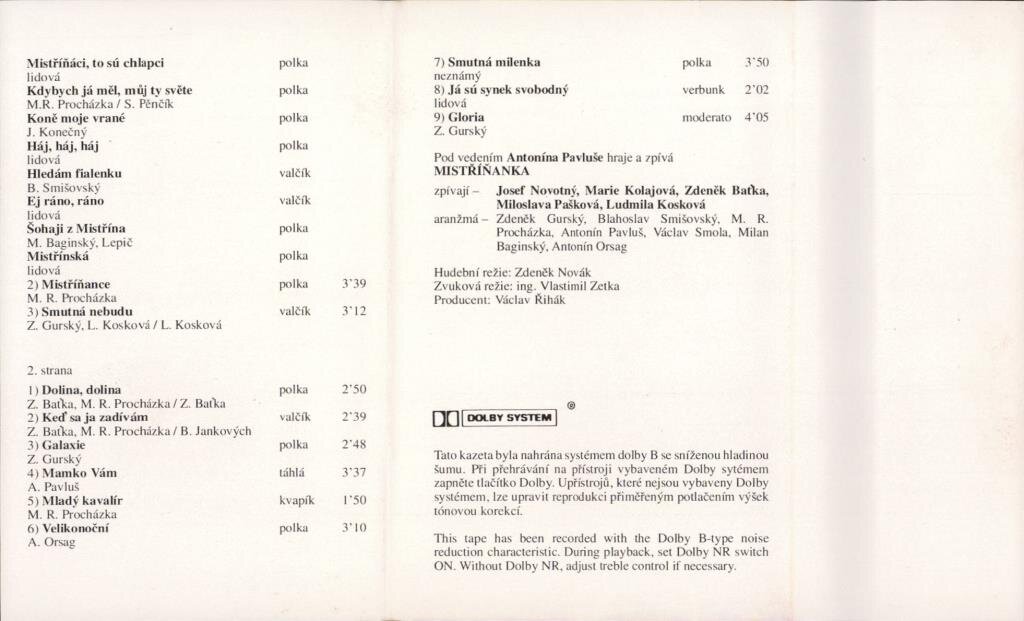 Mistříňáci, to sú chlapci polka
lidová
Kdybych já měl, můj ty světe polka
M.R. Procházka / S. Pěnčík
Koně moje vrané polka
J. Konečný
Háj, háj, háj polka
lidová
Hledám fialenku valčík
B. Smišovský
Ej ráno, ráno valčík
lidová
Šohaji z Mistřína polka
M. Baginský, Lepič
Mistřínská polka
lidová
2) Mistříňance polka 3'39
M. R. Procházka
3) Smutná nebudu valčík 3'12
Z. Gurský, L. Kosková / L. Kosková
2. strana
1) Dolina, dolina polka 2'50
Z. Baťka, M. R. Procházka / Z. Baťka
2) Keď sa ja zadívám valčík 2'39
Z. Baťka, M. R. Procházka / B. Jankových
3) Galaxie polka 2'48
Z. Gurský
4) Mamko Vám táhlá 3'37
A. Pavluš
5) Mladý kavalír kvapík 1'50
M. R. Procházka
6) Velikonoční polka 3'10
A. Orsag
7) Smutná milenka polka 3'50
neznámý
8) Já sú synek svobodný verbunk 2'02
lidová
9) Gloria moderato 4'05
Z. Gurský
Pod vedením Antonína Pavluše hraje a zpívá
MISTŘÍŇANKA
zpívají – Josef Novotný, Marie Kolajová, Zdeněk Baťka,
Miloslava Pašková, Ludmila Kosková
aranžmá – Zdeněk Gurský, Blahoslav Smišovský, M. R.
Procházka, Antonín Pavluš, Václav Smola, Milan
Baginský, Antonín Orsag
Hudební režie: Zdeněk Novák
Zvuková režie: ing. Vlastimil Zetka
Producent: Václav Řihák
DOLBY SYSTEM ®
Tato kazeta byla nahrána systémem dolby B se sníženou hladinou
šumu. Při přehrávání na přístroji vybaveném Dolby sytémem
zapněte tlačítko Dolby. Upřístrojů, které nejsou vybaveny Dolby
systémem, lze upravit reprodukci přiměřeným potlačením výšek
tónovou korekcí.
This tape has been recorded with the Dolby B-type noise
reduction characteristic. During playback, set Dolby NR switch
ON. Without Dolby NR, adjust treble control if necessary.